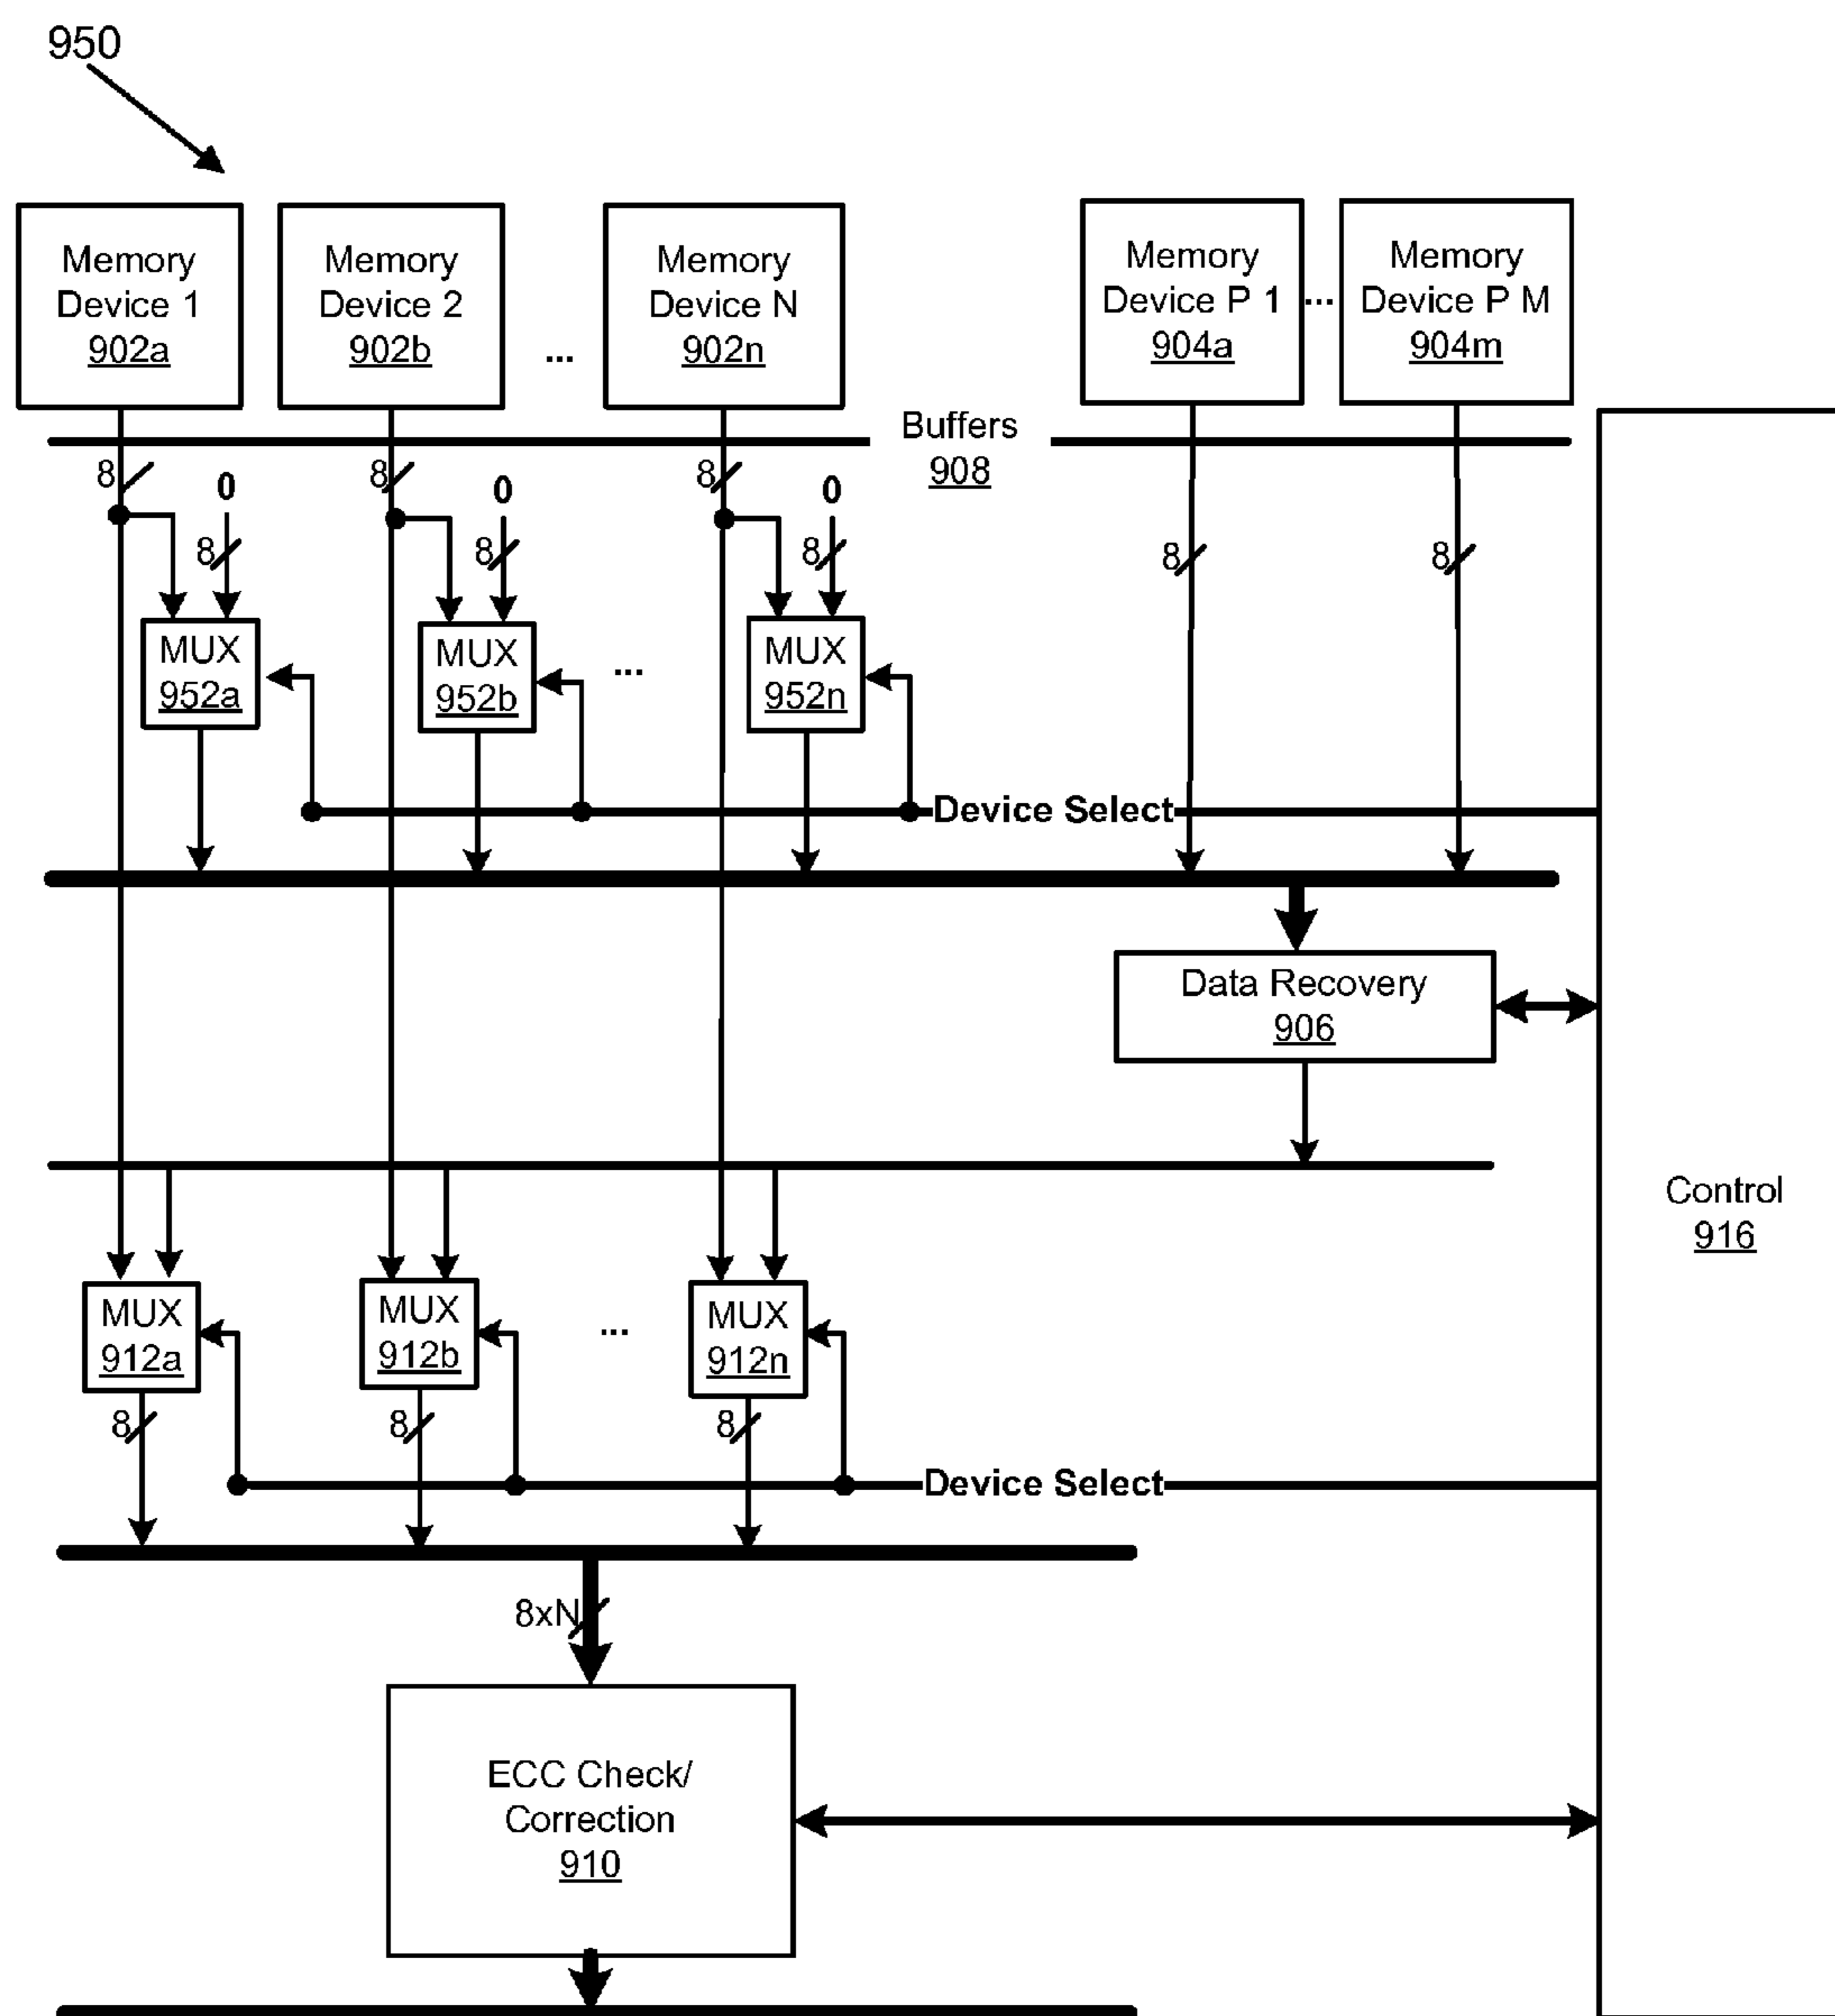 950
Memory
Device 1
902a
Memory
Device 2
902b
...
Memory
Device N
902n
Memory
Device P 1
904a
...
Memory
Device P M
904m
Buffers
908
8
0
8
8
0
8
8
0
8
8
8
MUX
952a
MUX
952b
...
MUX
952n
Device Select
Data Recovery
906
Control
916
MUX
912a
MUX
912b
...
MUX
912n
8
8
8
Device Select
8xN
ECC Check/
Correction
910